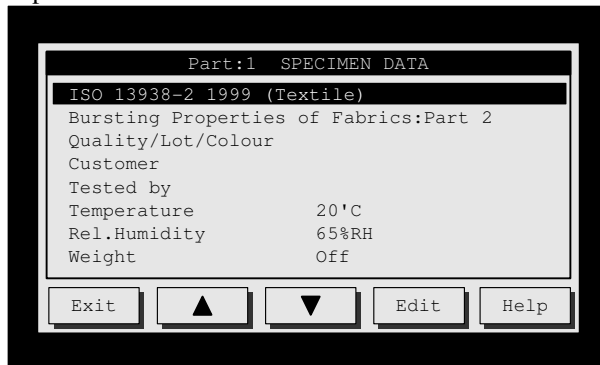 Part:1 SPECIMEN DATA
ISO 13938-2 1999 (Textile)
Bursting Properties of Fabrics:Part 2
Quality/Lot/Colour
Customer
Tested by
Temperature 20'C
Rel.Humidity 65%RH
Weight Off
Exit ▲ ▼ Edit Help